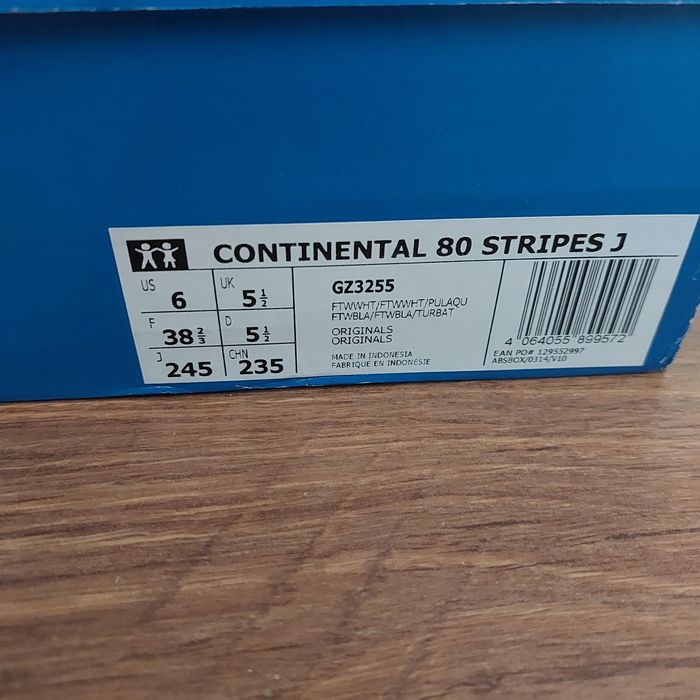 CONTINENTAL 80 STRIPES J
US 6 UK 5 1/2
F 38 2/3 D 5 1/2
J 245 CHN 235
GZ3255
FTWWHT/FTWWHT/PULAQU
FTWBLA/FTWBLA/TURBAT
ORIGINALS
ORIGINALS
MADE IN INDONESIA
FABRIQUÉ EN INDONÉSIE
4 064055 899572
EAN PO# 129552997
ABSBOX/0314/V10